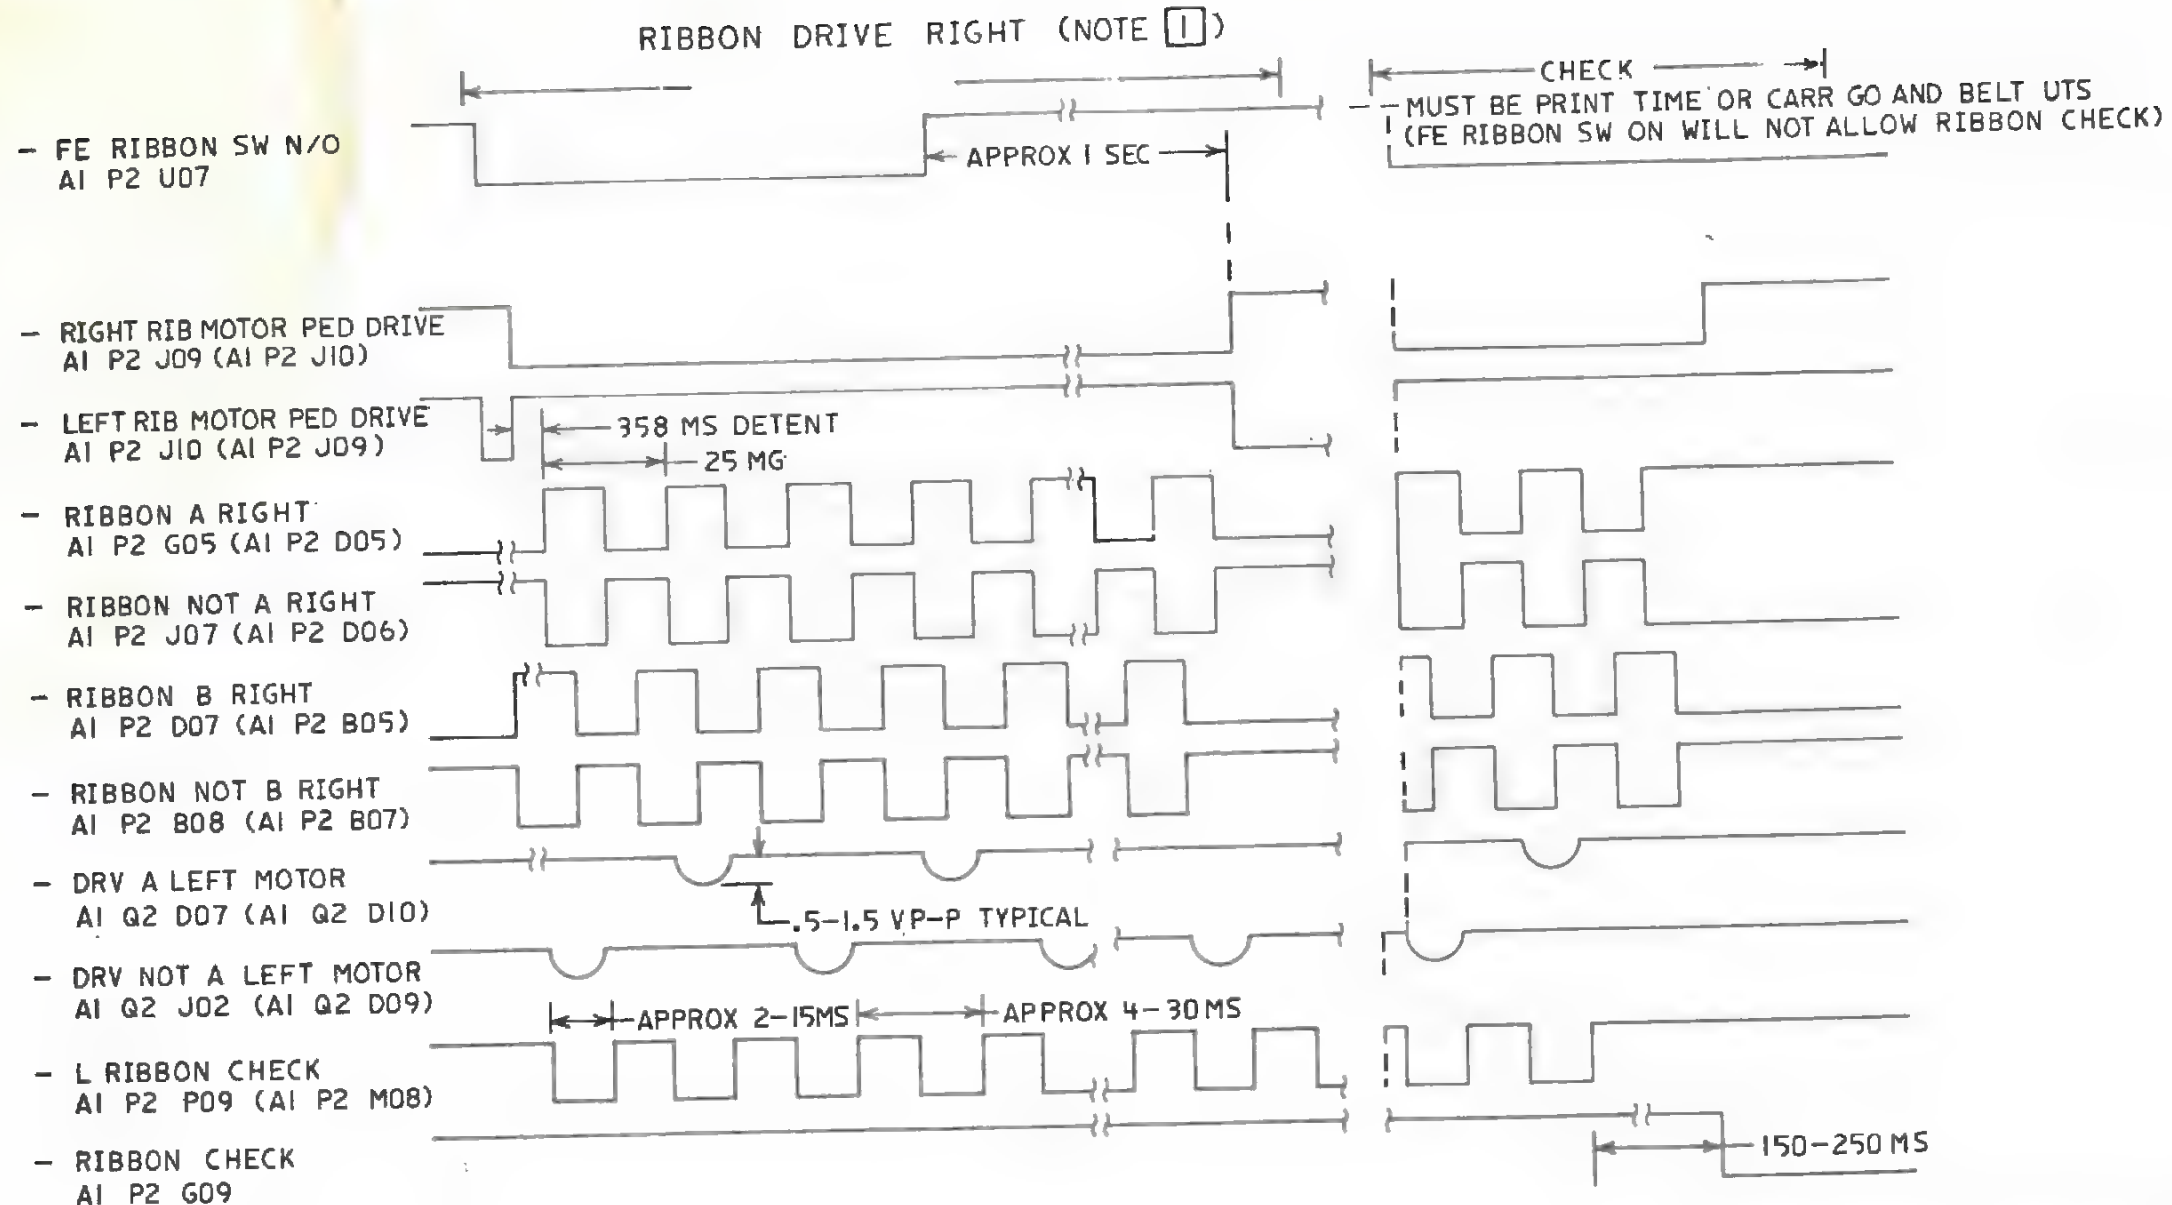 RIBBON DRIVE RIGHT (NOTE 1)
CHECK
MUST BE PRINT TIME OR CARR GO AND BELT UTS
(FE RIBBON SW ON WILL NOT ALLOW RIBBON CHECK)
- FE RIBBON SW N/O
A1 P2 U07
APPROX 1 SEC
- RIGHT RIB MOTOR PED DRIVE
A1 P2 J09 (A1 P2 J10)
- LEFT RIB MOTOR PED DRIVE
A1 P2 J10 (A1 P2 J09)
358 MS DETENT
25 MG
- RIBBON A RIGHT
A1 P2 G05 (A1 P2 D05)
- RIBBON NOT A RIGHT
A1 P2 J07 (A1 P2 D06)
- RIBBON B RIGHT
A1 P2 D07 (A1 P2 B05)
- RIBBON NOT B RIGHT
A1 P2 B08 (A1 P2 B07)
- DRV A LEFT MOTOR
A1 Q2 D07 (A1 Q2 D10)
.5-1.5 VP-P TYPICAL
- DRV NOT A LEFT MOTOR
A1 Q2 J02 (A1 Q2 D09)
APPROX 2-15MS
APPROX 4-30MS
- L RIBBON CHECK
A1 P2 P09 (A1 P2 M08)
- RIBBON CHECK
A1 P2 G09
150-250 MS